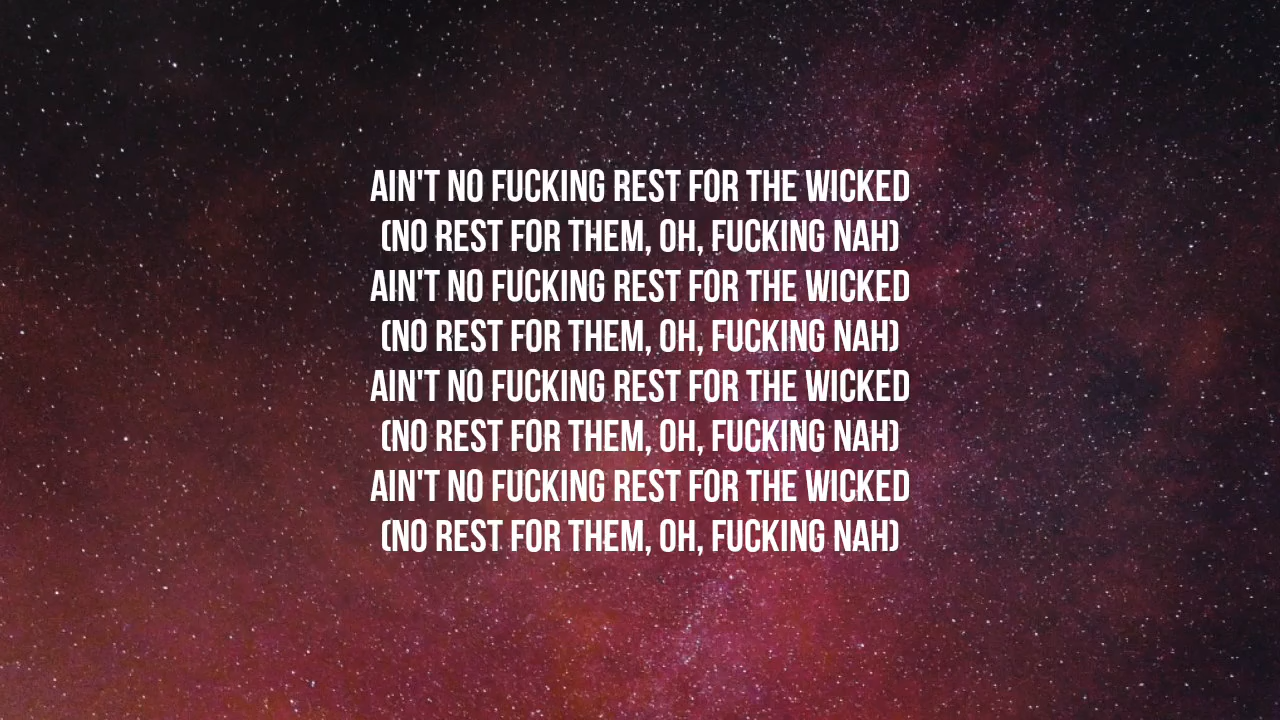 AIN'T NO FUCKING REST FOR THE WICKED
(NO REST FOR THEM, OH, FUCKING NAH)
AIN'T NO FUCKING REST FOR THE WICKED
(NO REST FOR THEM, OH, FUCKING NAH)
AIN'T NO FUCKING REST FOR THE WICKED
(NO REST FOR THEM, OH, FUCKING NAH)
AIN'T NO FUCKING REST FOR THE WICKED
(NO REST FOR THEM, OH, FUCKING NAH)